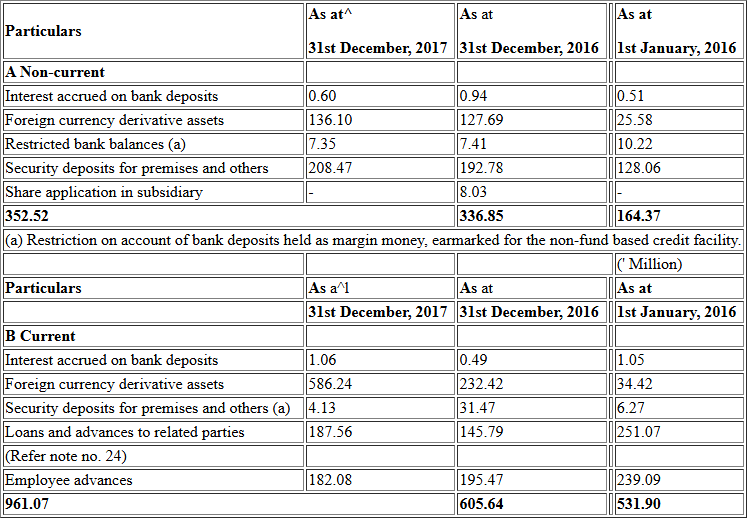 Particulars As at^ As at As at
31st December, 2017 31st December, 2016 1st January, 2016
A Non-current
Interest accrued on bank deposits 0.60 0.94 0.51
Foreign currency derivative assets 136.10 127.69 25.58
Restricted bank balances (a) 7.35 7.41 10.22
Security deposits for premises and others 208.47 192.78 128.06
Share application in subsidiary - 8.03 -
352.52 336.85 164.37
(a) Restriction on account of bank deposits held as margin money, earmarked for the non-fund based credit facility.
(' Million)
Particulars As a^l As at As at
31st December, 2017 31st December, 2016 1st January, 2016
B Current
Interest accrued on bank deposits 1.06 0.49 1.05
Foreign currency derivative assets 586.24 232.42 34.42
Security deposits for premises and others (a) 4.13 31.47 6.27
Loans and advances to related parties 187.56 145.79 251.07
(Refer note no. 24)
Employee advances 182.08 195.47 239.09
961.07 605.64 531.90